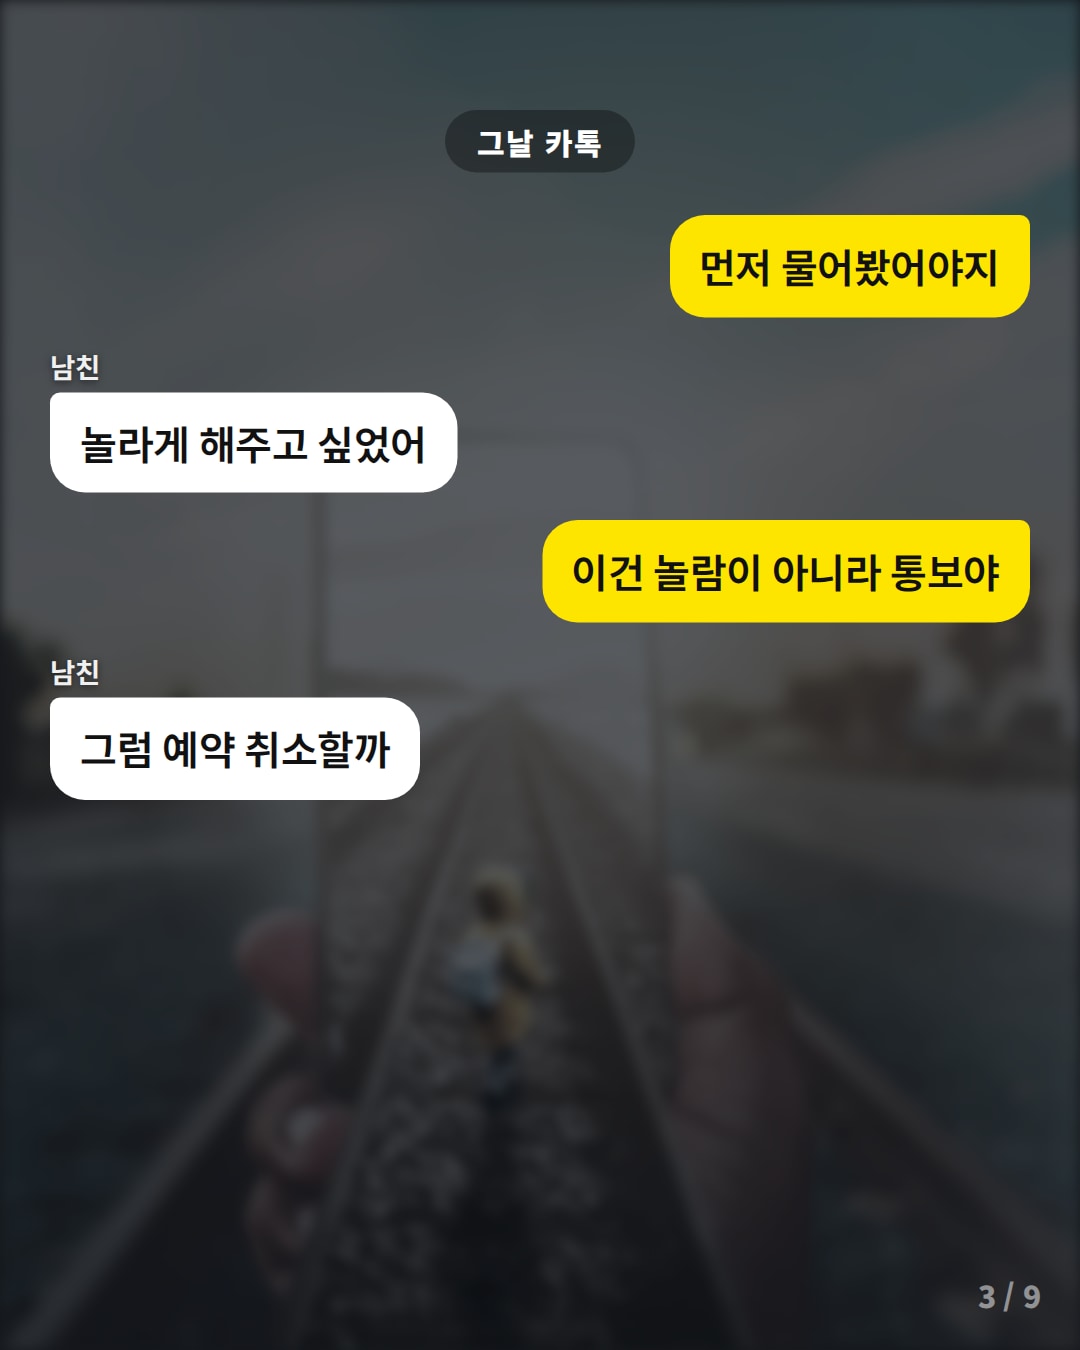 그날 카톡
먼저 물어봤어야지
남친
놀라게 해주고 싶었어
이건 놀람이 아니라 통보야
남친
그럼 예약 취소할까
3 / 9